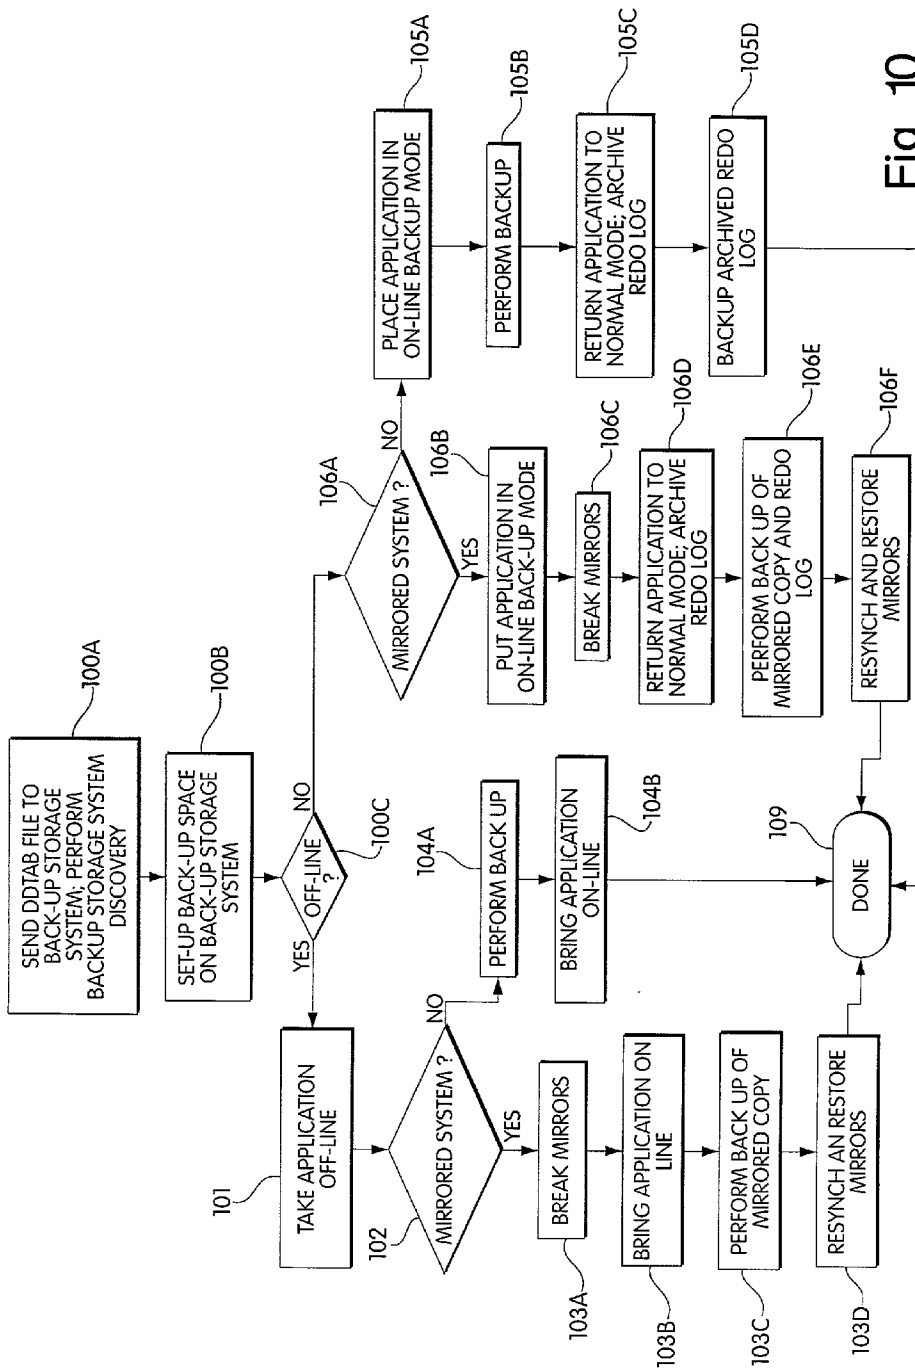 SEND DDTAB FILE TO
BACK-UP STORAGE
SYSTEM; PERFORM
BACKUP STORAGE SYSTEM
DISCOVERY
100A
SET-UP BACK-UP SPACE
ON BACK-UP STORAGE
SYSTEM
100B
OFF-LINE
?
100C
YES
NO
101
TAKE APPLICATION
OFF-LINE
102
MIRRORED SYSTEM ?
NO
YES
103A
BREAK MIRRORS
103B
BRING APPLICATION ON
LINE
103C
PERFORM BACK UP OF
MIRRORED COPY
103D
RESYNCH AN RESTORE
MIRRORS
104A
PERFORM BACK UP
BRING APPLICATION
ON-LINE
104B
109
DONE
MIRRORED SYSTEM ?
106A
NO
YES
106B
PUT APPLICATION IN
ON-LINE BACK-UP MODE
BREAK MIRRORS
106C
RETURN APPLICATION TO
NORMAL MODE; ARCHIVE
REDO LOG
106D
PERFORM BACK UP OF
MIRRORED COPY AND REDO
LOG
106E
RESYNCH AND RESTORE
MIRRORS
106F
PLACE APPLICATION IN
ON-LINE BACKUP MODE
105A
PERFORM BACKUP
105B
RETURN APPLICATION TO
NORMAL MODE; ARCHIVE
REDO LOG
105C
BACKUP ARCHIVED REDO
LOG
105D
Fig. 10